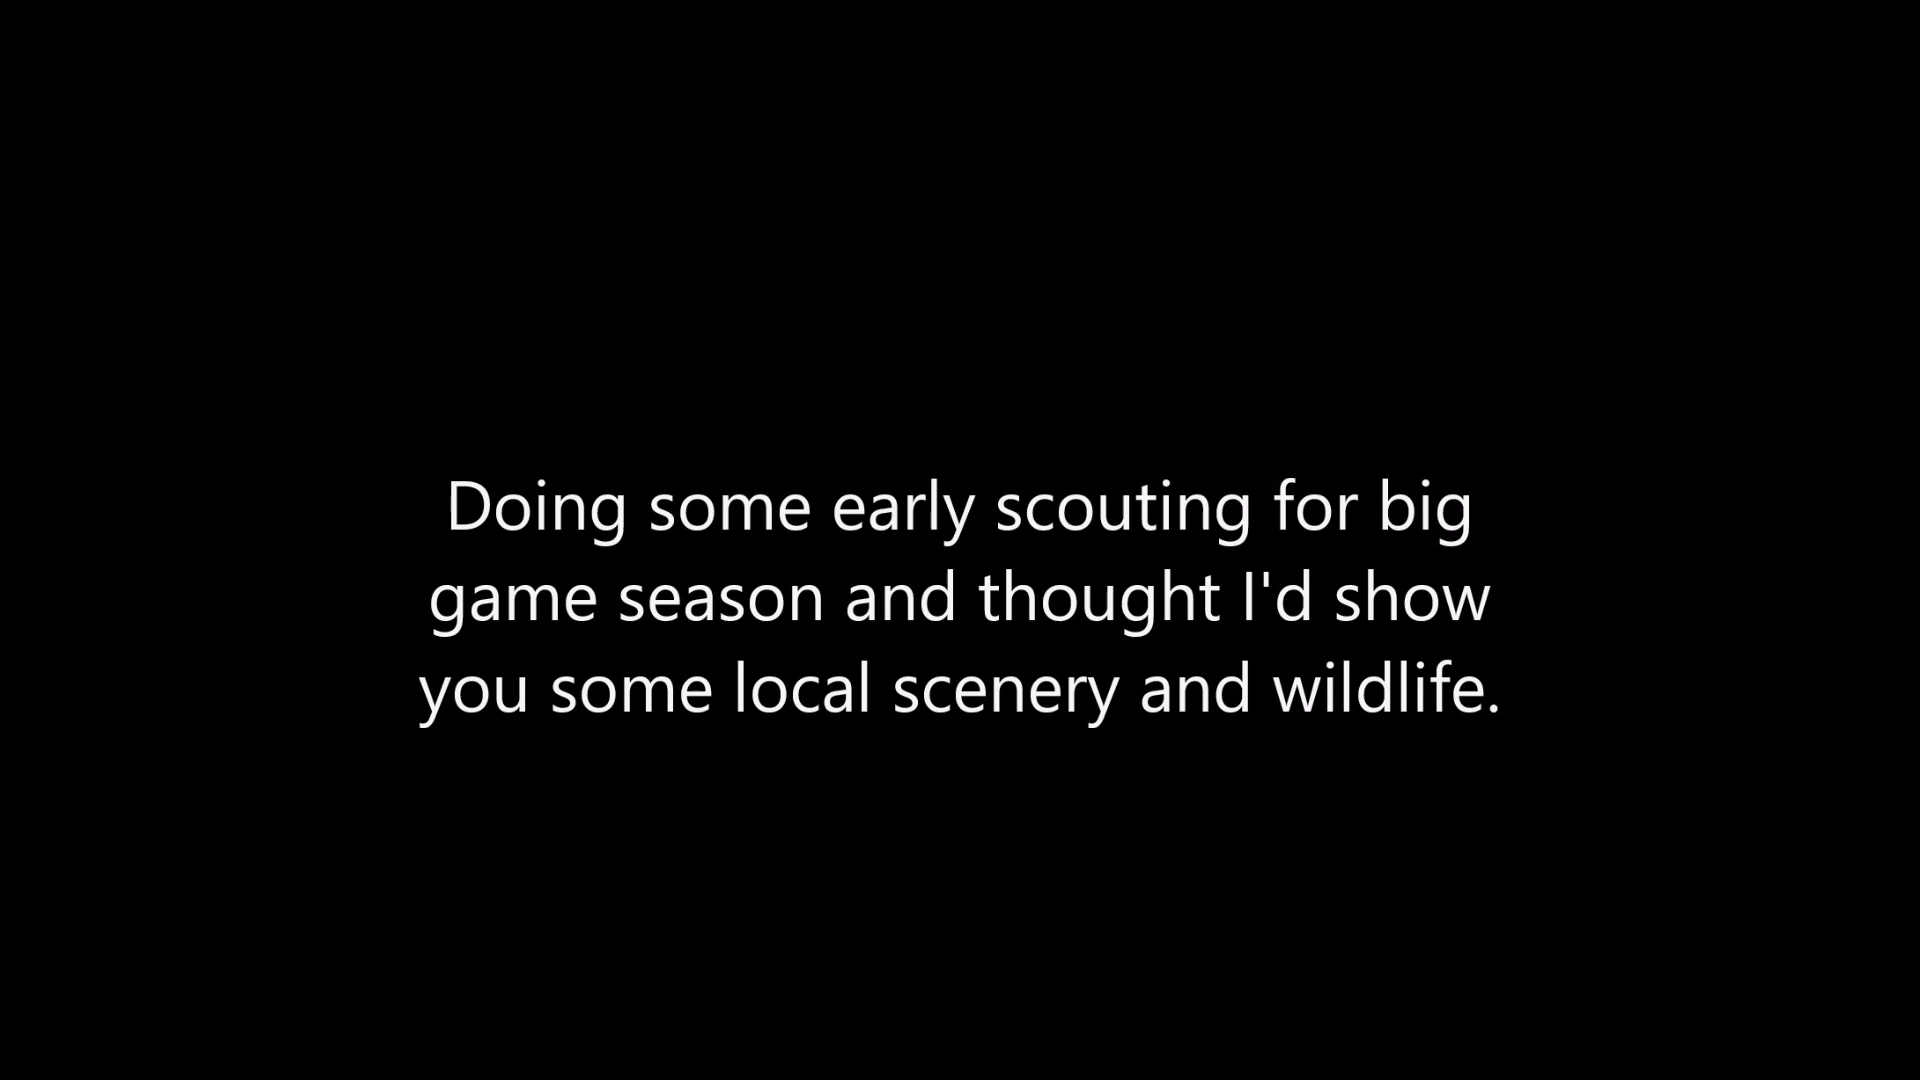 Doing some early scouting for big
game season and thought I'd show
you some local scenery and wildlife.